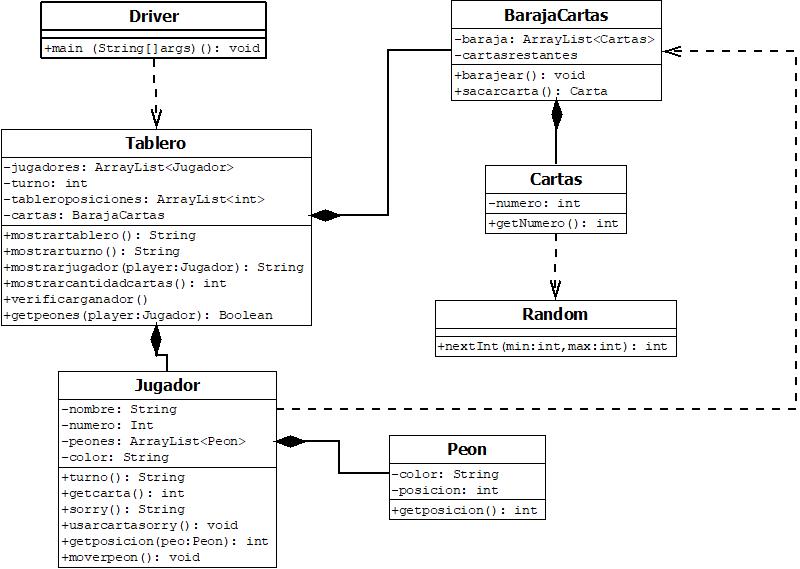 Driver
+main (String[]args)(): void
BarajaCartas
-baraja: ArrayList<Cartas>
-cartasrestantes
+barajear(): void
+sacarcarta(): Carta
Tablero
-jugadores: ArrayList<Jugador>
-turno: int
-tableroposiciones: ArrayList<int>
-cartas: BarajaCartas
+mostrartablero(): String
+mostrarturno(): String
+mostrarjugador(player:Jugador): String
+mostrarcantidadcartas(): int
+verificarganador()
+getpeones(player:Jugador): Boolean
Cartas
-numero: int
+getNumero(): int
Random
+nextInt(min:int,max:int): int
Jugador
-nombre: String
-numero: Int
-peones: ArrayList<Peon>
-color: String
+turno(): String
+getcarta(): int
+sorry(): String
+usarcartasorry(): void
+getposicion(peo:Peon): int
+moverpeon(): void
Peon
-color: String
-posicion: int
+getposicion(): int